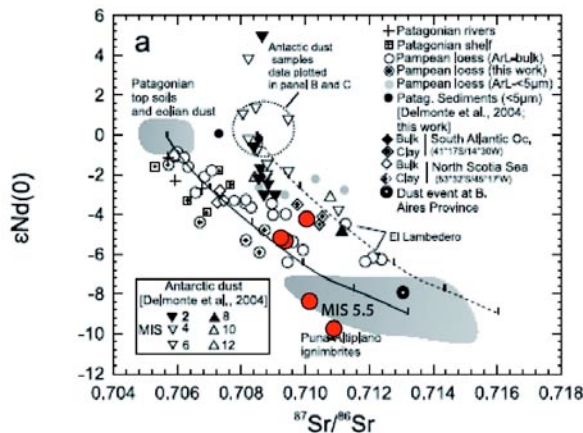 a
6
4
2
0
-2
-4
-6
-8
-10
-12
εNd(0)
0.704 0.706 0.708 0.710 0.712 0.714 0.716 0.718
87Sr/86Sr
Patagonian
top soils
and eolian dust
Antactic dust
samples
data plotted
in panel B and C
Patagonian rivers
Patagonian shelf
Pampean loess (ArL-bulk)
Pampean loess (this work)
Pampean loess (ArL-<5μm)
Patag. Sediments (<5μm)
[Delmonte et al., 2004;
this work]
Bulk South Atlantic Oc,
Clay (41°17S/14°30W)
Bulk North Scotia Sea
Clay
Dust event at B.
Aires Province
El Lambedero
MIS 5.5
Puna-Altiplano
ignimbrites
Antarctic dust
[Delmonte et al., 2004]
MIS
2 8
4 10
6 12